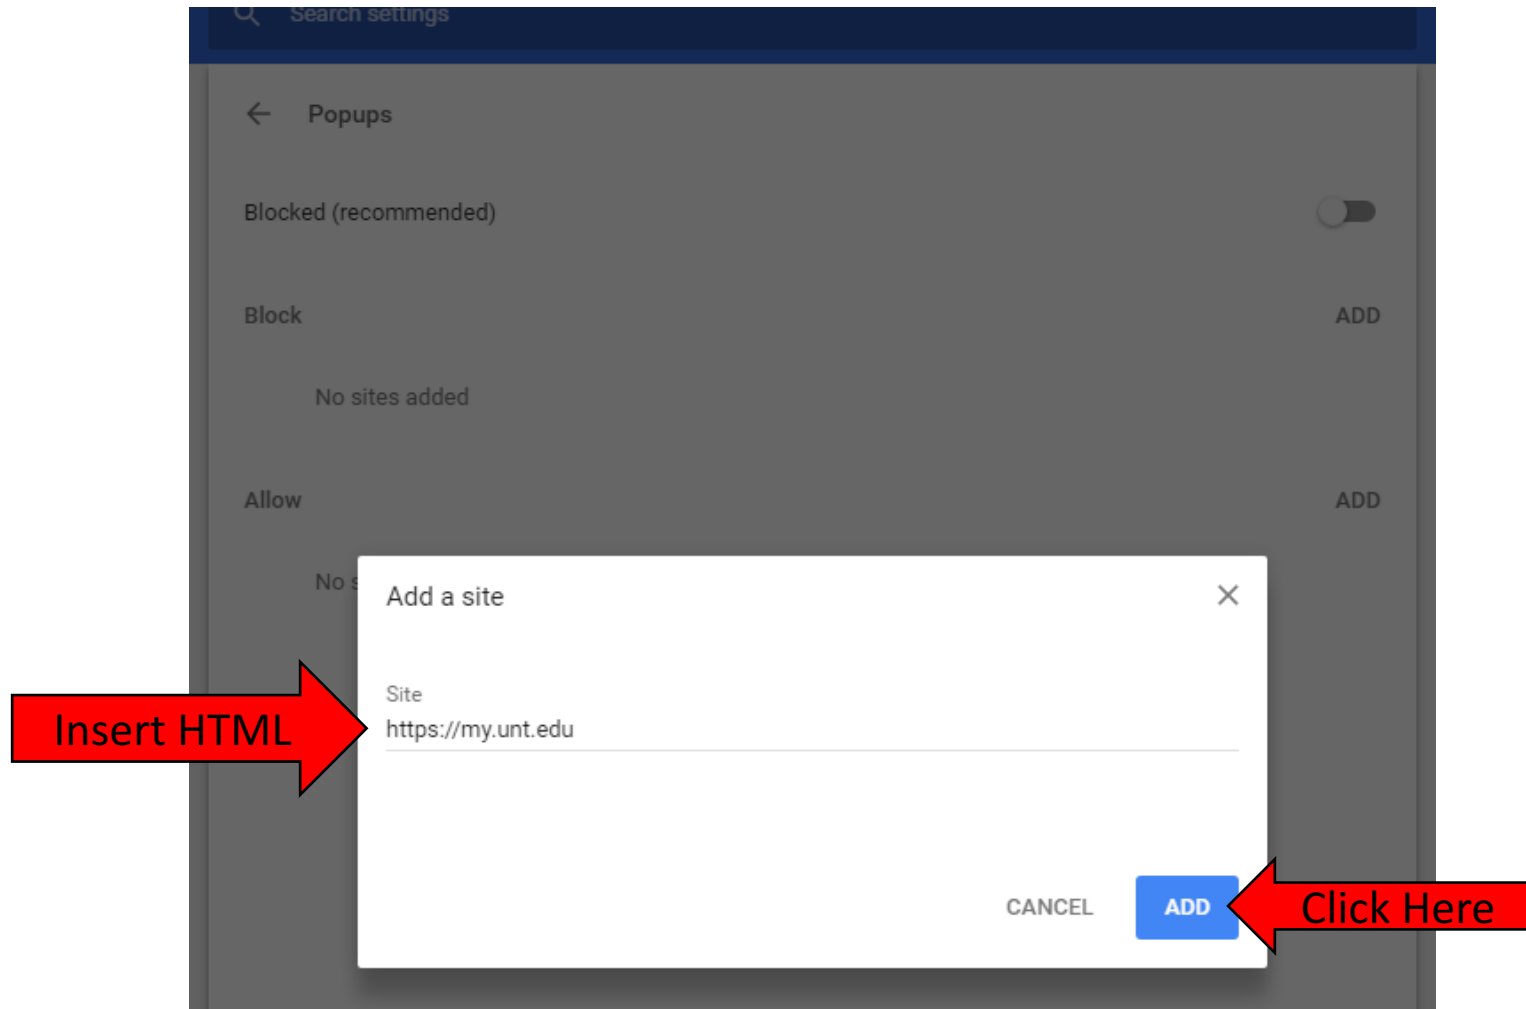 Search settings
Popups
Blocked (recommended)
Block ADD
No sites added
Allow ADD
No s
Add a site
Site
Insert HTML
https://my.unt.edu
CANCEL ADD
Click Here